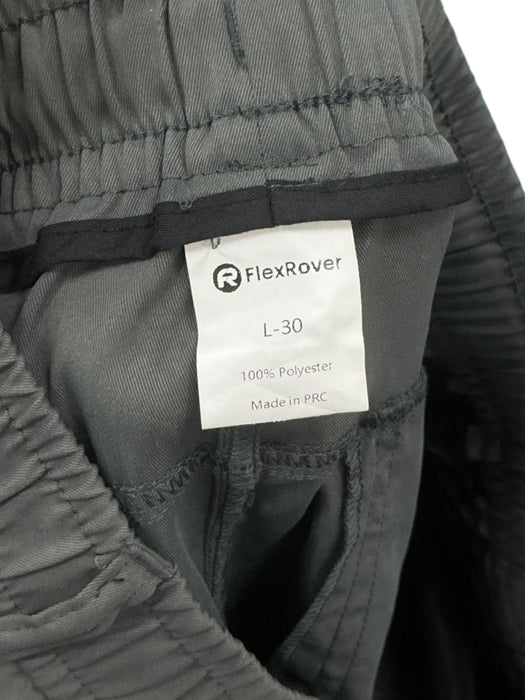 FlexRover
L-30
100% Polyester
Made in PRC